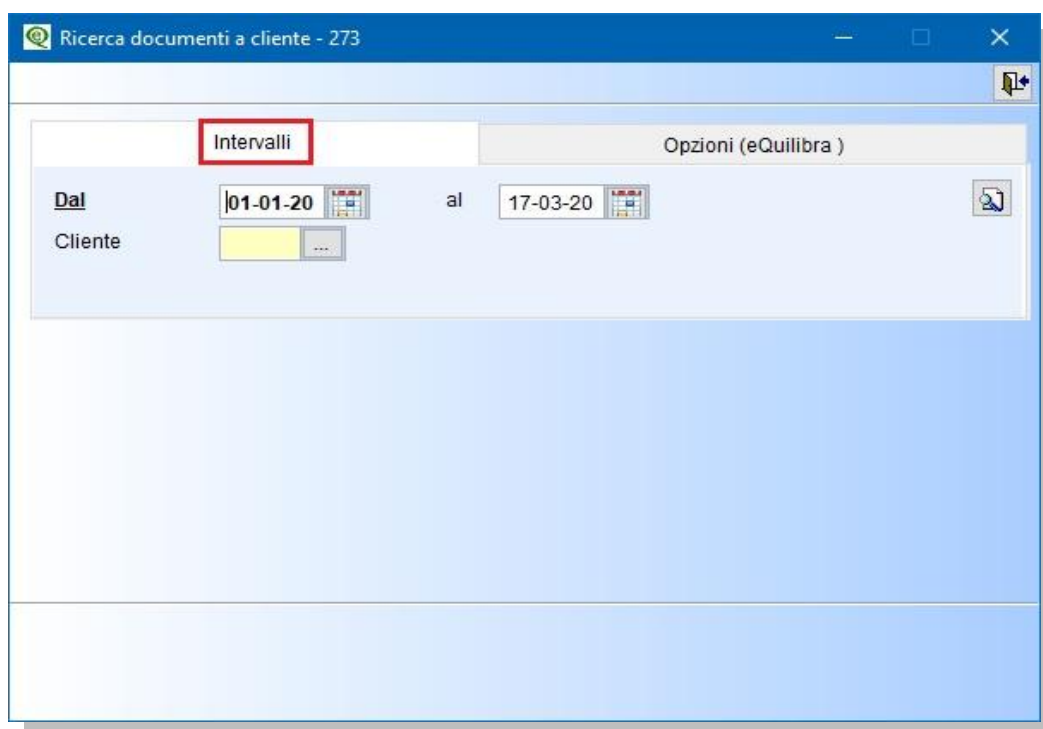 Ricerca documenti a cliente - 273
Intervalli
Opzioni (eQuilibra )
Dal 01-01-20 al 17-03-20
Cliente ...